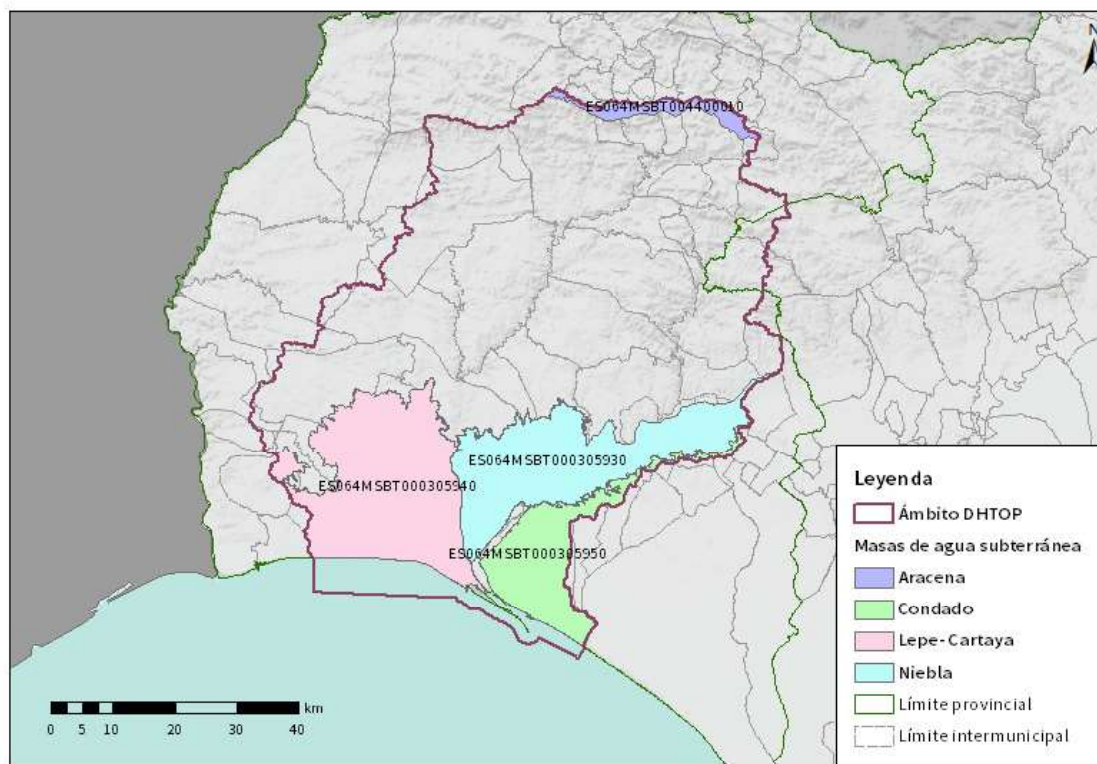 N
ES064MSBT004400010
ES064MSBT000305930
ES064MSBT000305940
ES064MSBT000305950
Leyenda
Ámbito DHTOP
Masas de agua subterránea
Aracena
Condado
Lepe-Cartaya
Niebla
Límite provincial
Límite intermunicipal
km
0 5 10 20 30 40